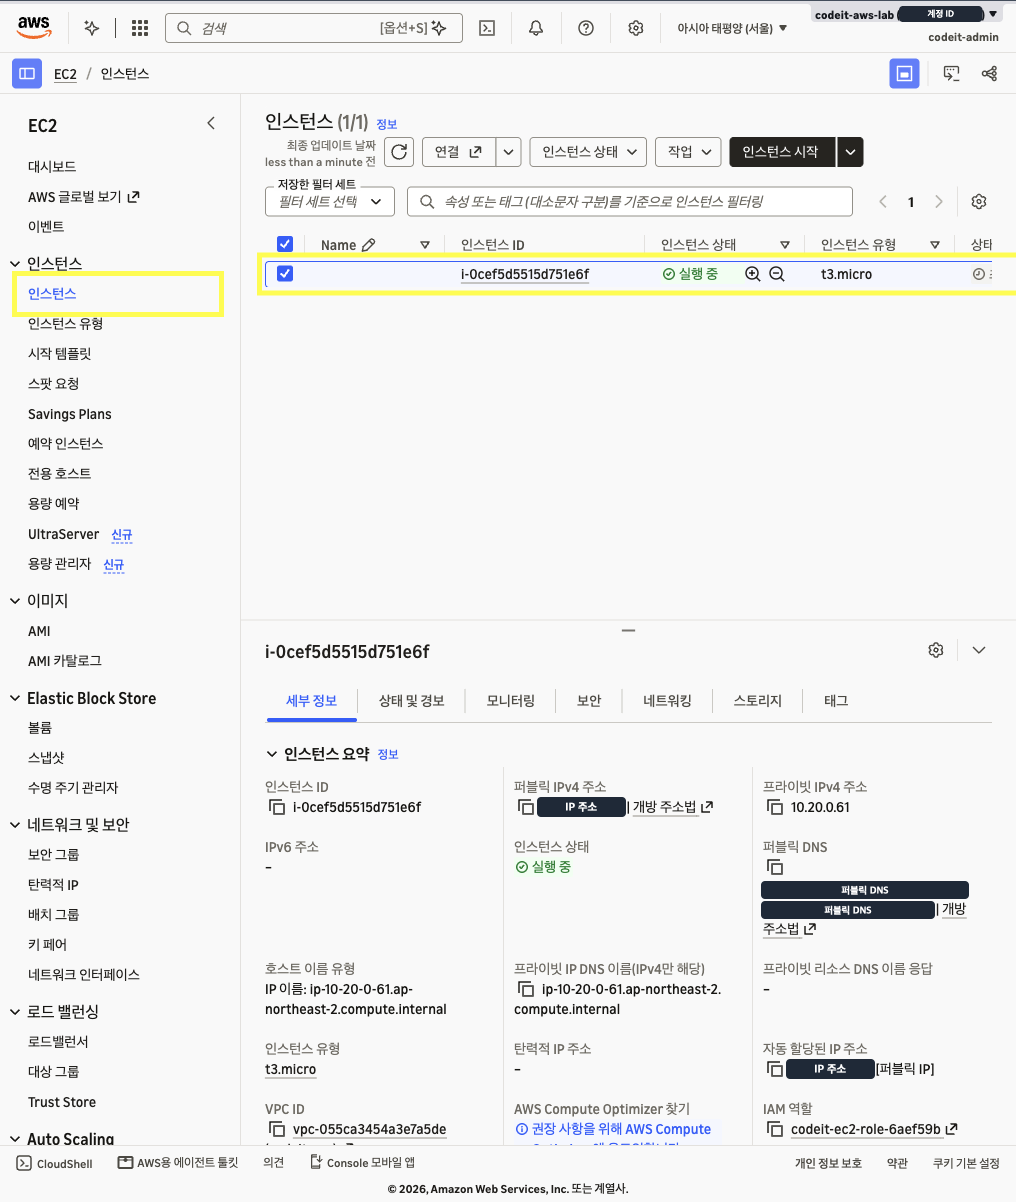 aws
검색
[옵션+S]
아시아 태평양 (서울)
codeit-aws-lab
계정 ID
codeit-admin
EC2 / 인스턴스
EC2
대시보드
AWS 글로벌 보기
이벤트
인스턴스
인스턴스
인스턴스 유형
시작 템플릿
스팟 요청
Savings Plans
예약 인스턴스
전용 호스트
용량 예약
UltraServer 신규
용량 관리자 신규
이미지
AMI
AMI 카탈로그
Elastic Block Store
볼륨
스냅샷
수명 주기 관리자
네트워크 및 보안
보안 그룹
탄력적 IP
배치 그룹
키 페어
네트워크 인터페이스
로드 밸런싱
로드밸런서
대상 그룹
Trust Store
Auto Scaling
인스턴스 (1/1) 정보
최종 업데이트 날짜
less than a minute 전
연결
인스턴스 상태
작업
인스턴스 시작
저장한 필터 세트
필터 세트 선택
속성 또는 태그 (대소문자 구분)를 기준으로 인스턴스 필터링
1
Name 인스턴스 ID 인스턴스 상태 인스턴스 유형 상태
i-0cef5d5515d751e6f 실행 중 t3.micro
i-0cef5d5515d751e6f
세부 정보 상태 및 경보 모니터링 보안 네트워킹 스토리지 태그
인스턴스 요약 정보
인스턴스 ID
i-0cef5d5515d751e6f
퍼블릭 IPv4 주소
IP 주소 | 개방 주소법
프라이빗 IPv4 주소
10.20.0.61
IPv6 주소
–
인스턴스 상태
실행 중
퍼블릭 DNS
퍼블릭 DNS
퍼블릭 DNS | 개방
주소법
호스트 이름 유형
IP 이름: ip-10-20-0-61.ap-
northeast-2.compute.internal
프라이빗 IP DNS 이름(IPv4만 해당)
ip-10-20-0-61.ap-northeast-2.
compute.internal
프라이빗 리소스 DNS 이름 응답
–
인스턴스 유형
t3.micro
탄력적 IP 주소
–
자동 할당된 IP 주소
IP 주소 [퍼블릭 IP]
VPC ID
vpc-055ca3454a3e7a5de
AWS Compute Optimizer 찾기
권장 사항을 위해 AWS Compute
IAM 역할
codeit-ec2-role-6aef59b
CloudShell
AWS용 에이전트 툴킷
의견
Console 모바일 앱
개인 정보 보호
약관
쿠키 기본 설정
© 2026, Amazon Web Services, Inc. 또는 계열사.